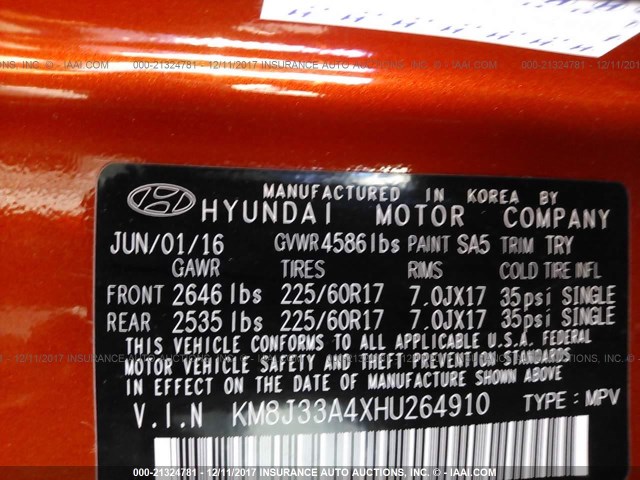 000-21324781 - 12/11/2017 INSURANCE AUTO AUCTIONS, INC. © - IAAI.COM
MANUFACTURED IN KOREA BY
HYUNDAI MOTOR COMPANY
JUN/01/16 GVWR 4586lbs PAINT SA5 TRIM TRY
GAWR TIRES RIMS COLD TIRE INFL
FRONT 2646 lbs 225/60R17 7.0JX17 35psi SINGLE
REAR 2535 lbs 225/60R17 7.0JX17 35psi SINGLE
THIS VEHICLE CONFORMS TO ALL APPLICABLE U.S.A. FEDERAL
MOTOR VEHICLE SAFETY AND THEFT PREVENTION STANDARDS
IN EFFECT ON THE DATE OF MANUFACTURE SHOWN ABOVE.
V.I.N KM8J33A4XHU264910 TYPE: MPV
000-21324781 - 12/11/2017 INSURANCE AUTO AUCTIONS, INC. © - IAAI.COM